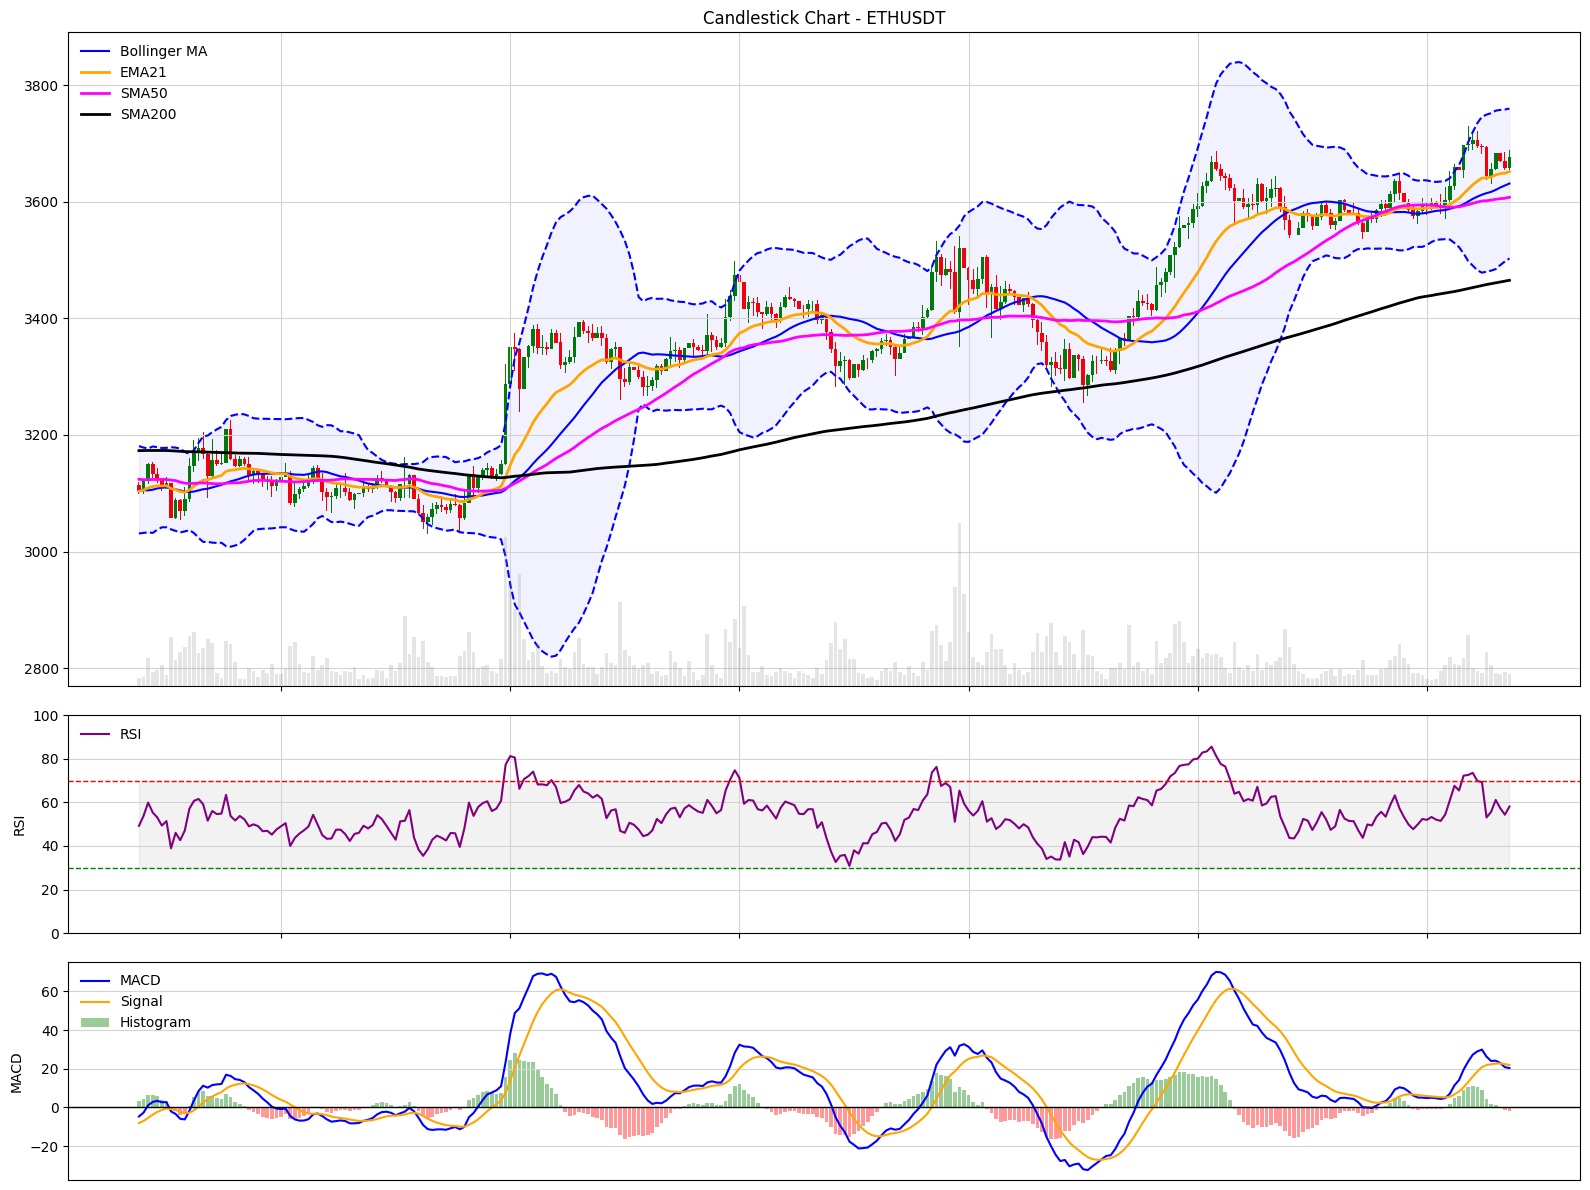 Candlestick Chart - ETHUSDT
Bollinger MA
EMA21
SMA50
SMA200
3800
3600
3400
3200
3000
2800
RSI
100
80
60
40
20
0
RSI
MACD
Signal
Histogram
60
40
20
0
−20
MACD